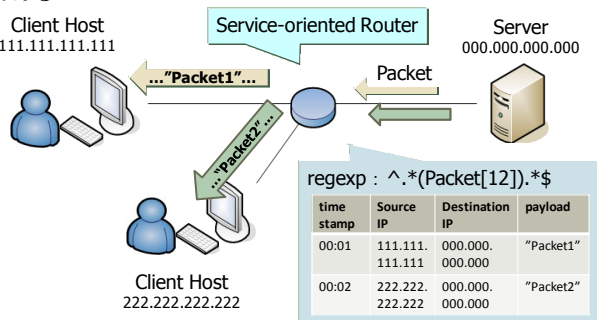 Client Host
111.111.111.111
Service-oriented Router
Server
000.000.000.000
..."Packet1"...
Packet
..."Packet2"...
Client Host
222.222.222.222
regexp : ^.*(Packet[12]).*$
time stamp Source IP Destination IP payload
00:01 111.111.111.111 000.000.000.000 "Packet1"
00:02 222.222.222.222 000.000.000.000 "Packet2"